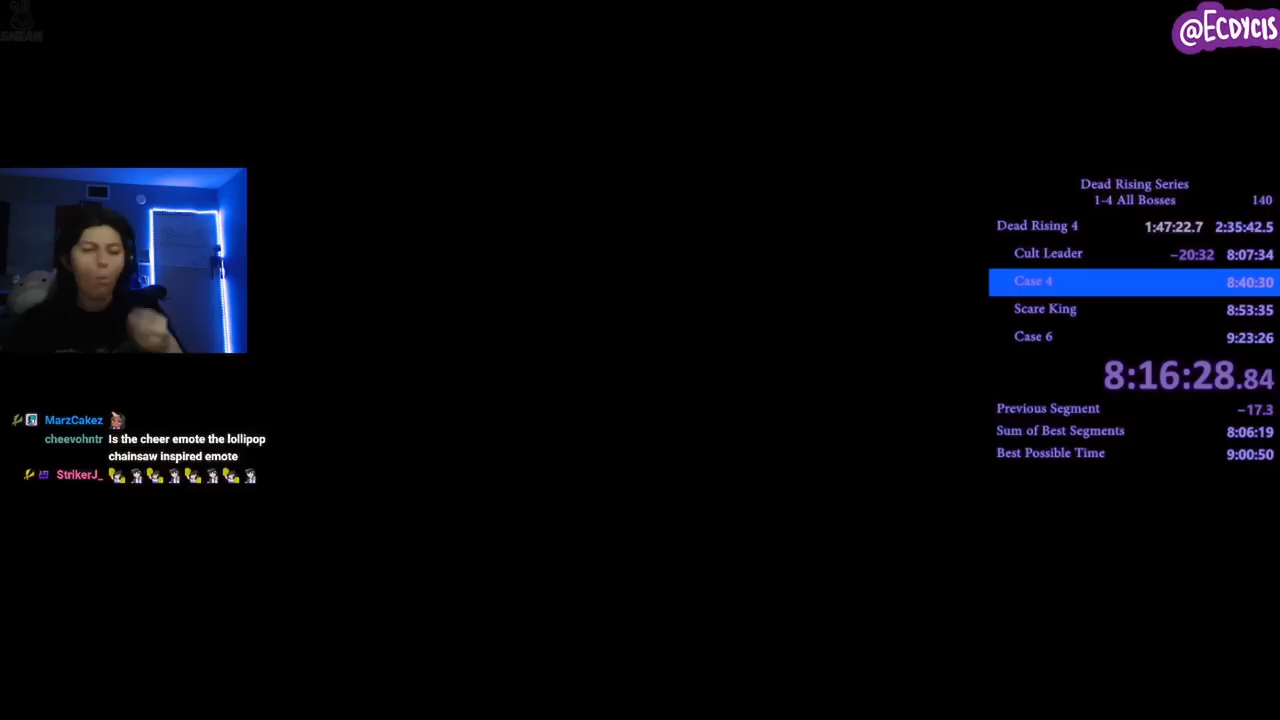 SNEAK
@ECDYCIS
Dead Rising Series
1-4 All Bosses 140
Dead Rising 4 1:47:22.7 2:35:42.5
Cult Leader −20:32 8:07:34
Case 4 8:40:30
Scare King 8:53:35
Case 6 9:23:26
8:16:28.84
Previous Segment −17.3
Sum of Best Segments 8:06:19
Best Possible Time 9:00:50
MarzCakez
cheevohntr Is the cheer emote the lollipop
chainsaw inspired emote
StrikerJ_